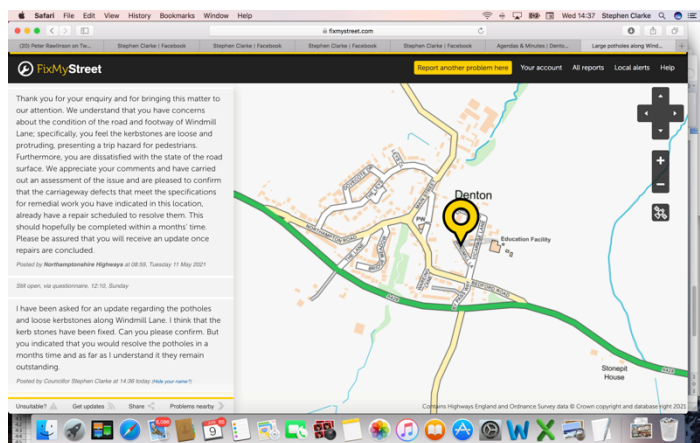 Safari File Edit View History Bookmarks Window Help
Wed 14:37 Stephen Clarke
fixmystreet.com
(20) Peter Rawlinson on Tw...
Stephen Clarke | Facebook
Stephen Clarke | Facebook
Stephen Clarke | Facebook
Stephen Clarke | Facebook
Agendas & Minutes | Dento...
Large potholes along Wind...
FixMyStreet
Report another problem here
Your account
All reports
Local alerts
Help
Thank you for your enquiry and for bringing this matter to
our attention. We understand that you have concerns
about the condition of the road and footway of Windmill
Lane; specifically, you feel the kerbstones are loose and
protruding, presenting a trip hazard for pedestrians.
Furthermore, you are dissatisfied with the state of the road
surface. We appreciate your comments and have carried
out an assessment of the issue and are pleased to confirm
that the carriageway defects that meet the specifications
for remedial work you have indicated in this location,
already have a repair scheduled to resolve them. This
should hopefully be completed within a months' time.
Please be assured that you will receive an update once
repairs are concluded.
Posted by Northamptonshire Highways at 08:59, Tuesday 11 May 2021
Still open, via questionnaire, 12:10, Sunday
I have been asked for an update regarding the potholes
and loose kerbstones along Windmill Lane. I think that the
kerb stones have been fixed. Can you please confirm. But
you indicated that you would resolve the potholes in a
months time and as far as I understand it they remain
outstanding.
Posted by Councillor Stephen Clarke at 14:36 today (Hide your name?)
Unsuitable?
Get updates
Share
Problems nearby
Denton
PW
Education Facility
MAIN STREET
NORTHAMPTON ROAD
THE LANE
BEDFORD ROAD
A428
A428
Stonepit
House
Contains Highways England and Ordnance Survey data © Crown copyright and database right 2021